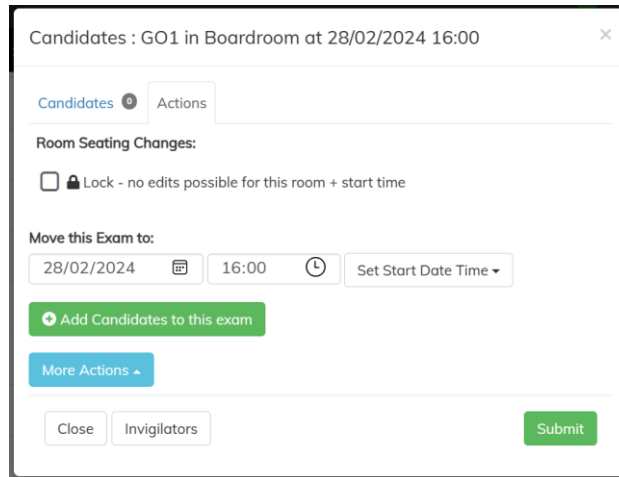 Candidates : GO1 in Boardroom at 28/02/2024 16:00 ×
Candidates 0 Actions
Room Seating Changes:
Lock - no edits possible for this room + start time
Move this Exam to:
28/02/2024 16:00 Set Start Date Time
Add Candidates to this exam
More Actions
Close Invigilators Submit